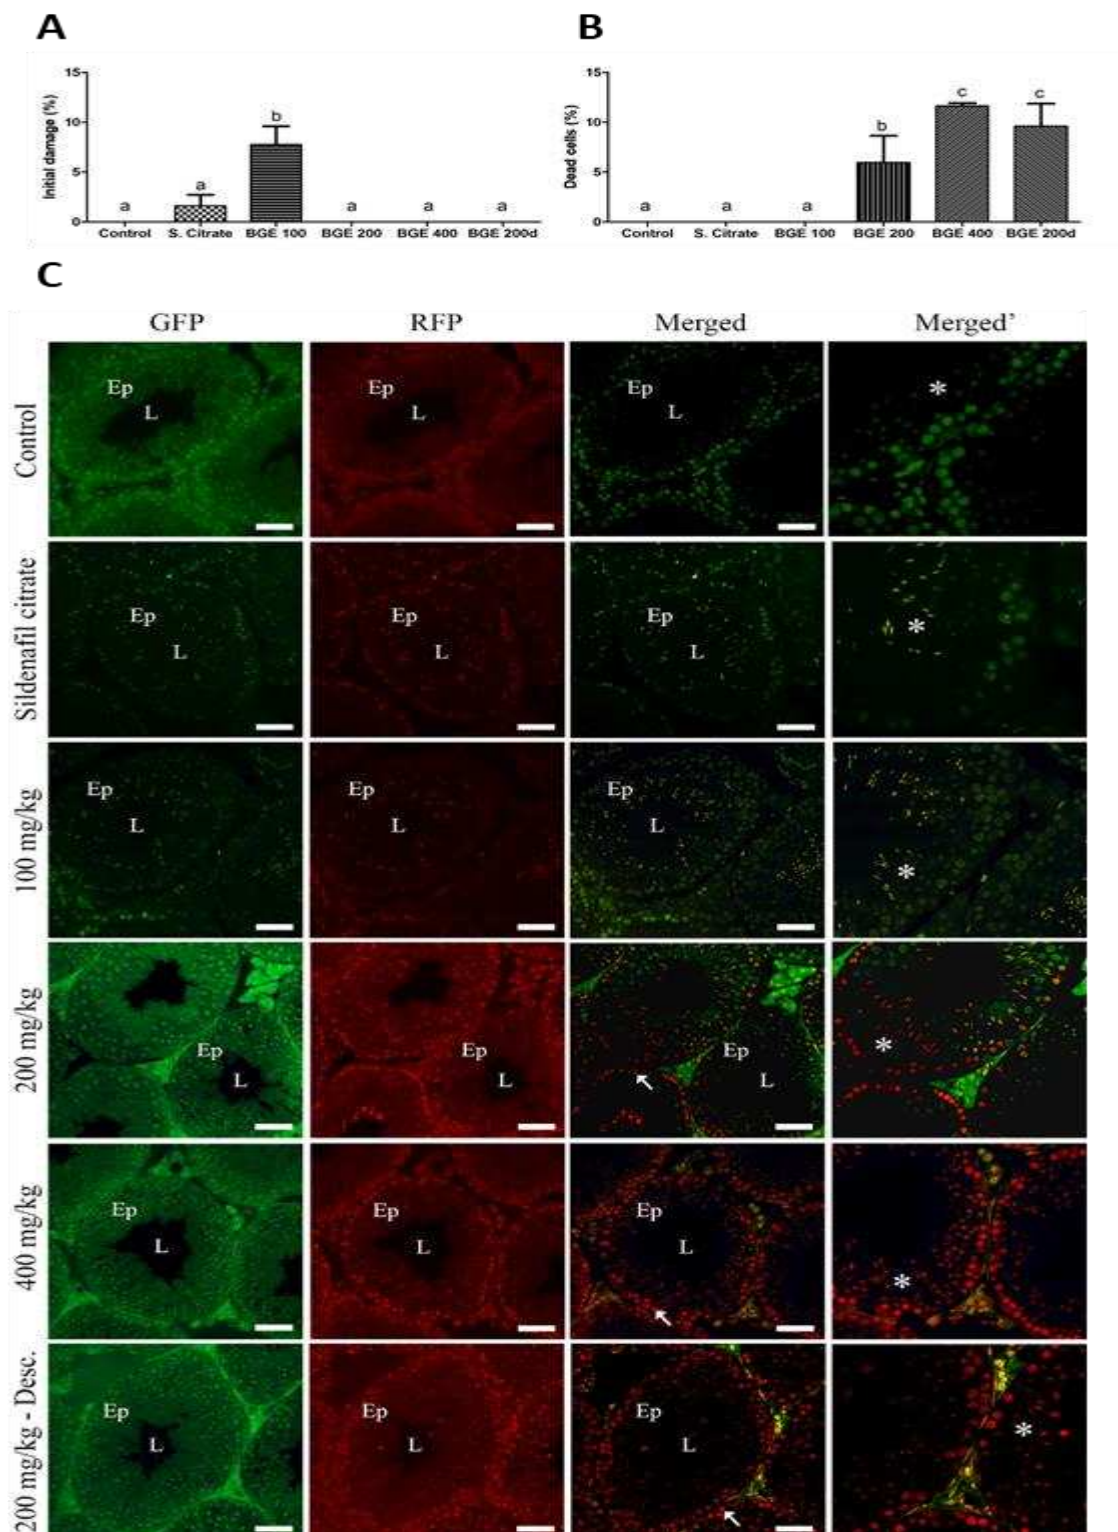 A
B
Initial damage (%)
15
10
5
0
a
a
b
a
a
a
Control
S. Citrate
BGE 100
BGE 200
BGE 400
BGE 200d
Dead cells (%)
15
10
5
0
a
a
a
b
c
c
Control
S. Citrate
BGE 100
BGE 200
BGE 400
BGE 200d
C
GFP
RFP
Merged
Merged’
Control
Ep
L
Ep
L
Ep
L
*
Sildenafil citrate
Ep
L
Ep
L
Ep
L
*
100 mg/kg
Ep
L
Ep
L
Ep
L
*
200 mg/kg
Ep
L
Ep
L
Ep
L
*
400 mg/kg
Ep
L
Ep
L
Ep
L
*
200 mg/kg - Desc.
Ep
L
Ep
L
Ep
L
*